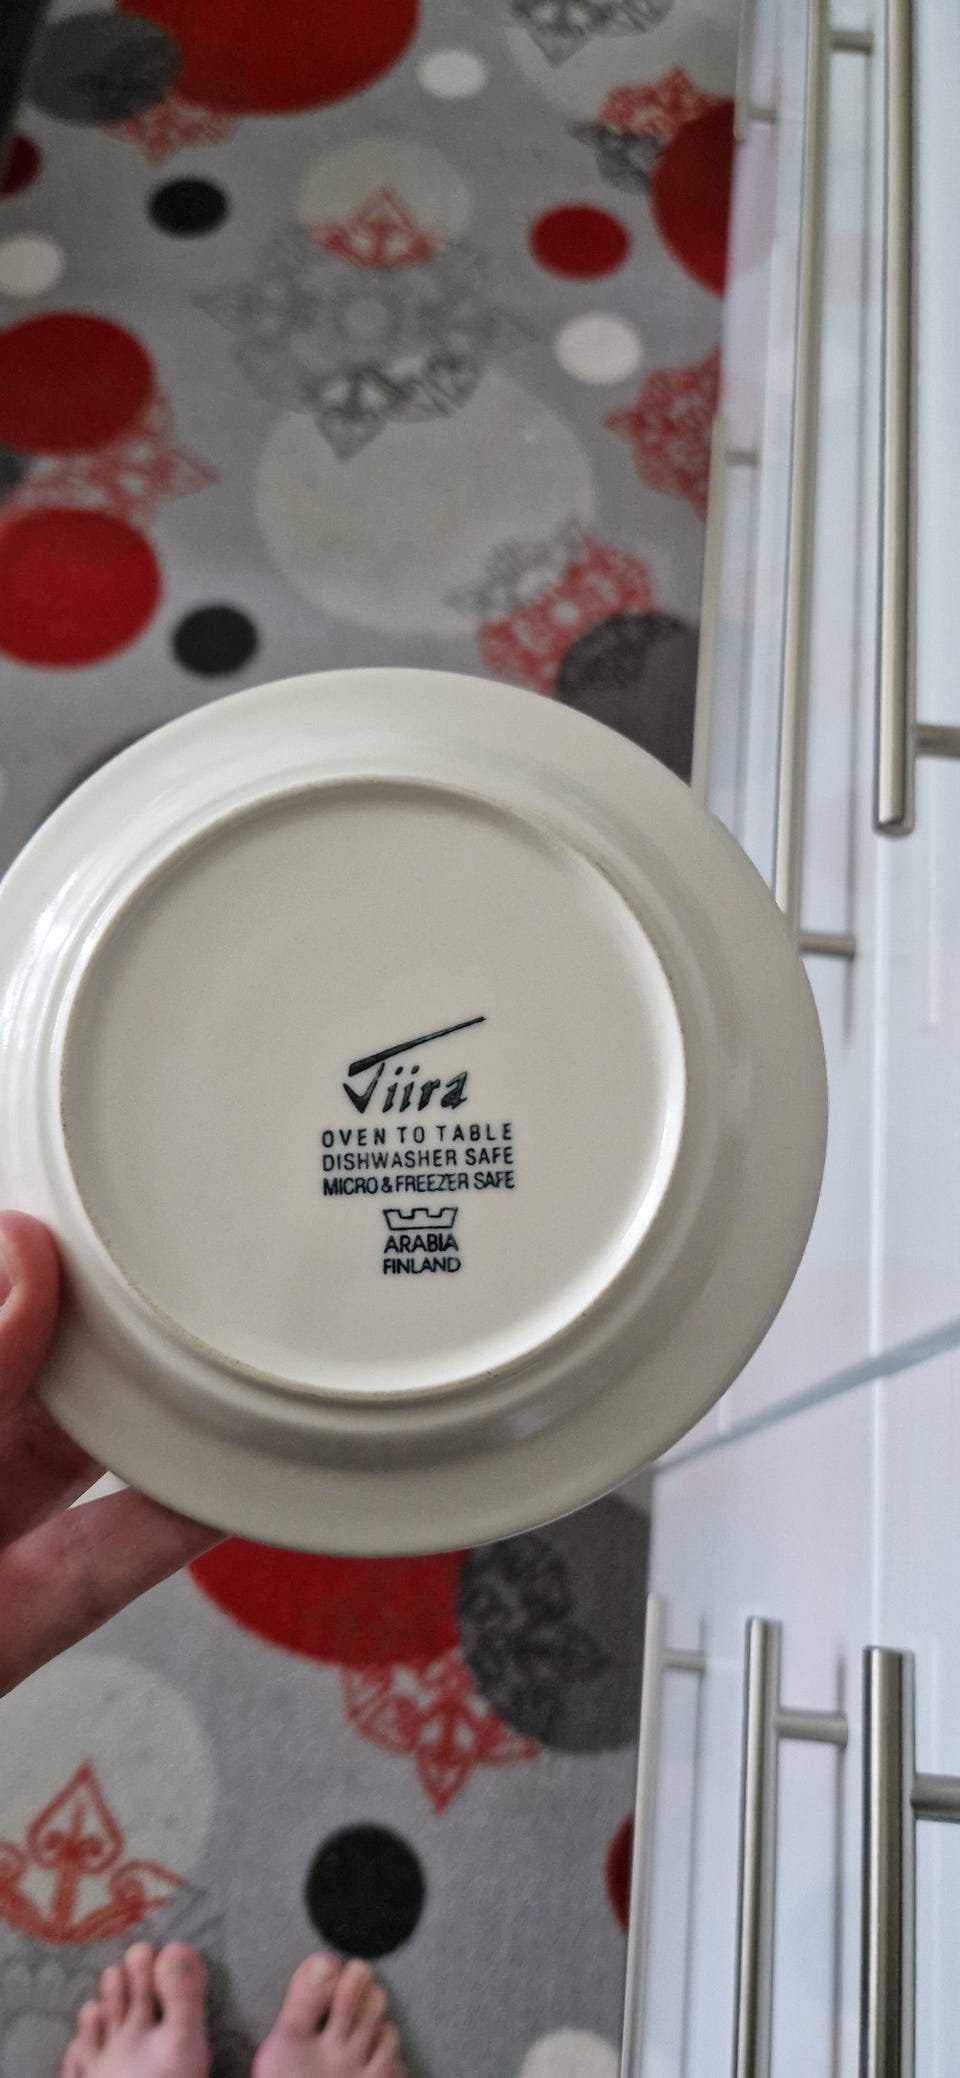 Tiira
OVEN TO TABLE
DISHWASHER SAFE
MICRO & FREEZER SAFE
ARABIA
FINLAND